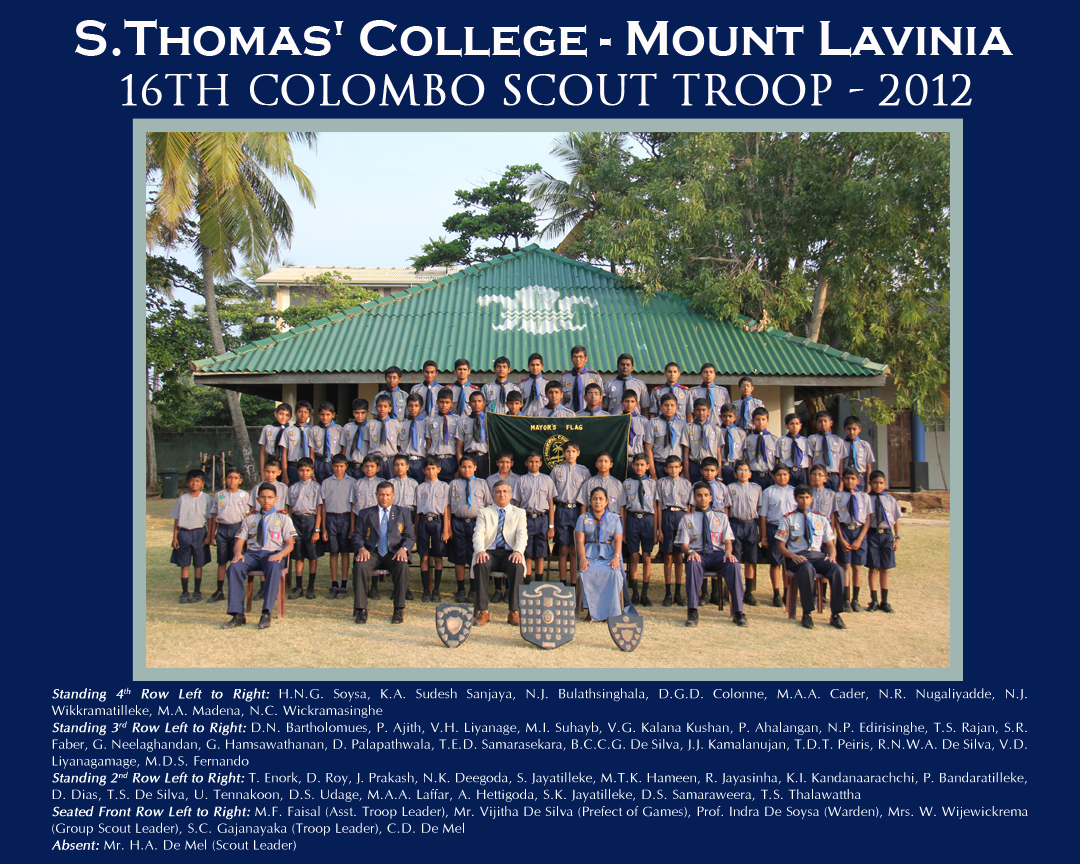 S.THOMAS' COLLEGE - MOUNT LAVINIA
16TH COLOMBO SCOUT TROOP - 2012
MAYOR'S FLAG
Standing 4th Row Left to Right: H.N.G. Soysa, K.A. Sudesh Sanjaya, N.J. Bulathsinghala, D.G.D. Colonne, M.A.A. Cader, N.R. Nugaliyadde, N.J.
Wikkramatilleke, M.A. Madena, N.C. Wickramasinghe
Standing 3rd Row Left to Right: D.N. Bartholomues, P. Ajith, V.H. Liyanage, M.I. Suhayb, V.G. Kalana Kushan, P. Ahalangan, N.P. Edirisinghe, T.S. Rajan, S.R.
Faber, G. Neelaghandan, G. Hamsawathanan, D. Palapathwala, T.E.D. Samarasekara, B.C.C.G. De Silva, J.J. Kamalanujan, T.D.T. Peiris, R.N.W.A. De Silva, V.D.
Liyanagamage, M.D.S. Fernando
Standing 2nd Row Left to Right: T. Enork, D. Roy, J. Prakash, N.K. Deegoda, S. Jayatilleke, M.T.K. Hameen, R. Jayasinha, K.I. Kandanaarachchi, P. Bandaratilleke,
D. Dias, T.S. De Silva, U. Tennakoon, D.S. Udage, M.A.A. Laffar, A. Hettigoda, S.K. Jayatilleke, D.S. Samaraweera, T.S. Thalawattha
Seated Front Row Left to Right: M.F. Faisal (Asst. Troop Leader), Mr. Vijitha De Silva (Prefect of Games), Prof. Indra De Soysa (Warden), Mrs. W. Wijewickrema
(Group Scout Leader), S.C. Gajanayaka (Troop Leader), C.D. De Mel
Absent: Mr. H.A. De Mel (Scout Leader)